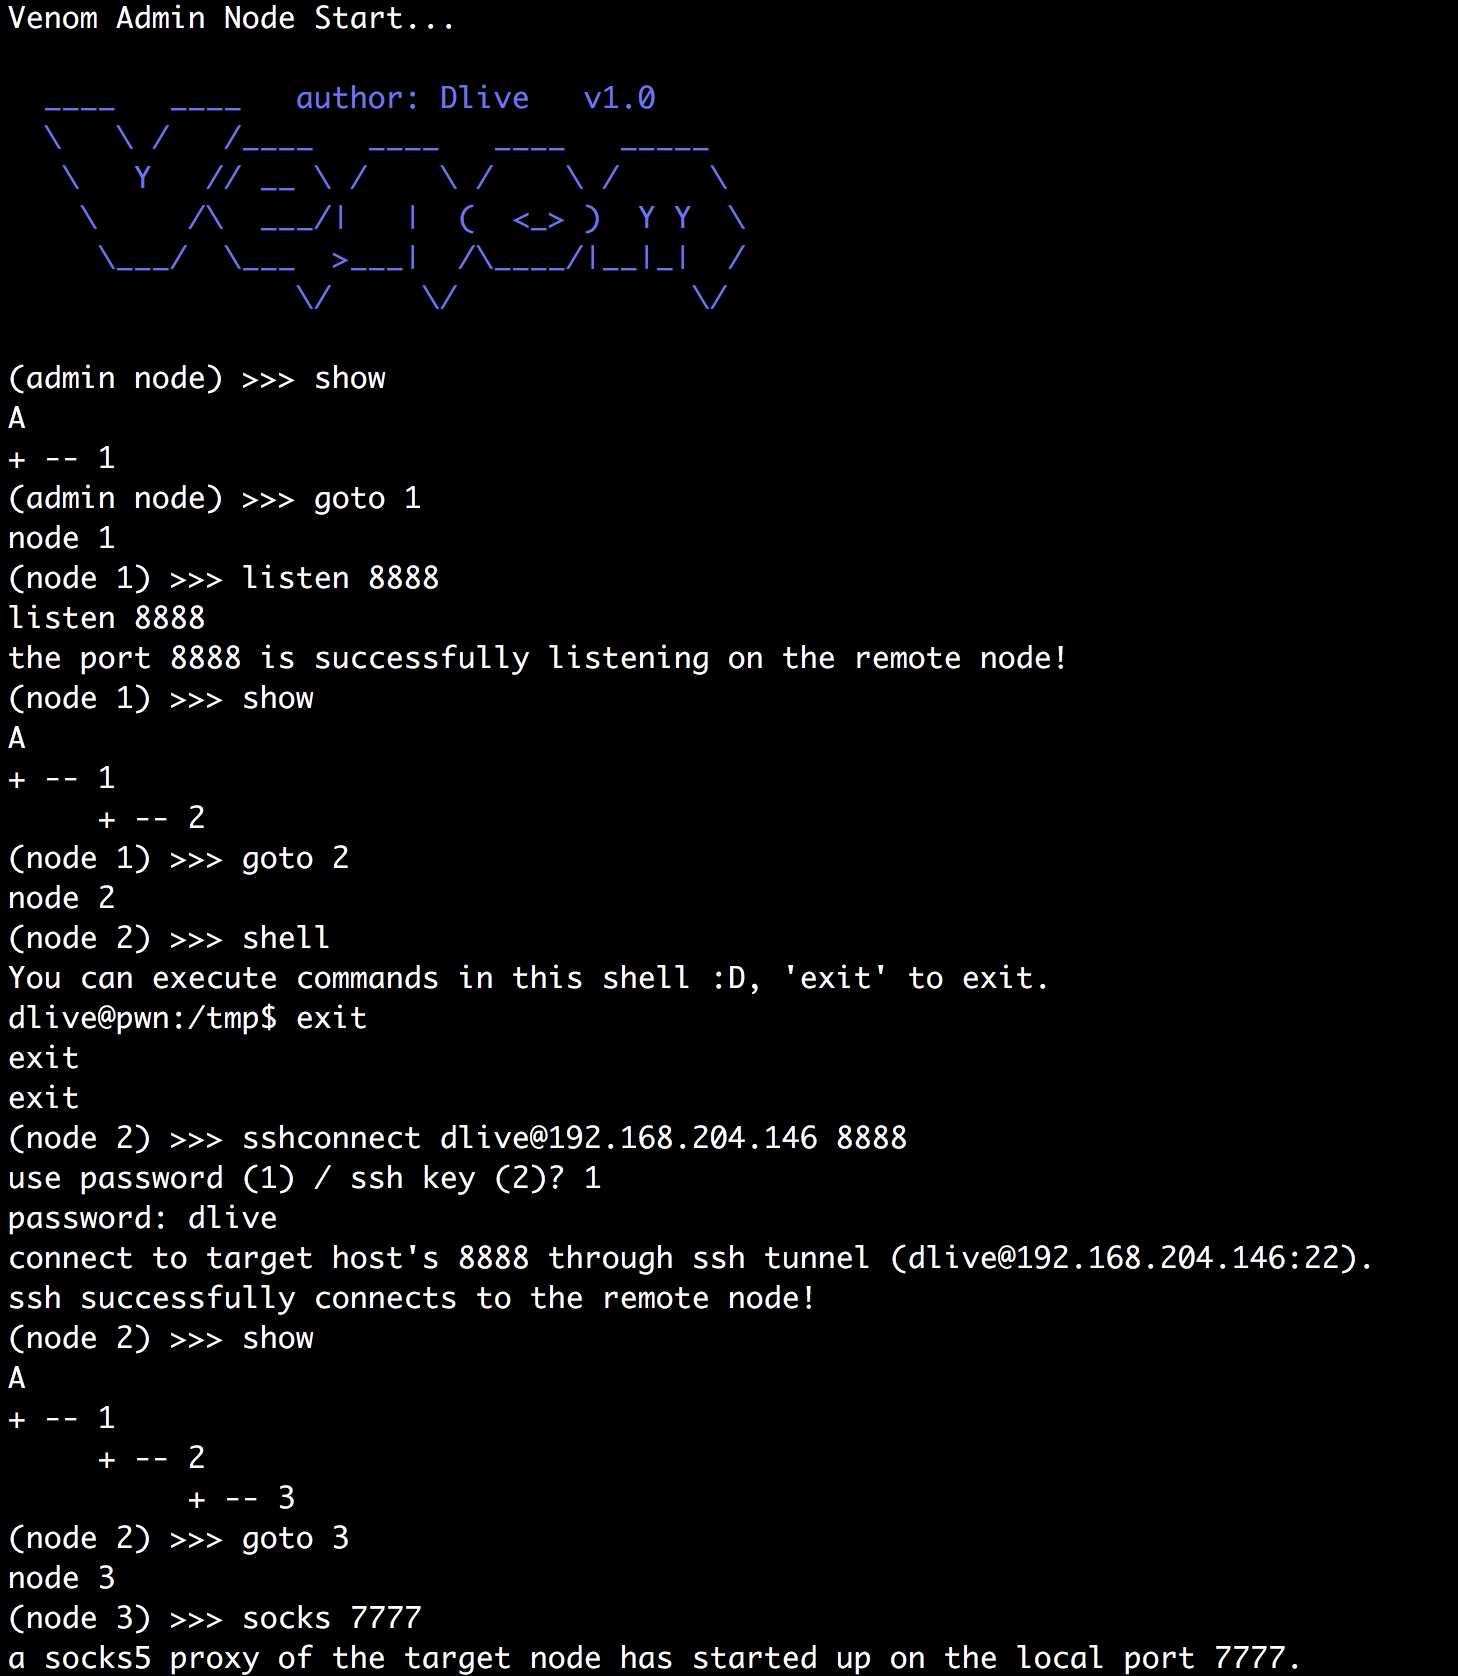 Venom Admin Node Start...
  ____   ____   author: Dlive   v1.0
  \   \ /   /____   ____   ____   _____
   \   Y   // __ \ /    \ /    \ /     \
    \     /\  ___/|   |  (  <_> )  Y Y  \
     \___/  \___  >___|  /\____/|__|_|  /
                \/     \/             \/
(admin node) >>> show
A
+ -- 1
(admin node) >>> goto 1
node 1
(node 1) >>> listen 8888
listen 8888
the port 8888 is successfully listening on the remote node!
(node 1) >>> show
A
+ -- 1
     + -- 2
(node 1) >>> goto 2
node 2
(node 2) >>> shell
You can execute commands in this shell :D, 'exit' to exit.
dlive@pwn:/tmp$ exit
exit
exit
(node 2) >>> sshconnect dlive@192.168.204.146 8888
use password (1) / ssh key (2)? 1
password: dlive
connect to target host's 8888 through ssh tunnel (dlive@192.168.204.146:22).
ssh successfully connects to the remote node!
(node 2) >>> show
A
+ -- 1
     + -- 2
          + -- 3
(node 2) >>> goto 3
node 3
(node 3) >>> socks 7777
a socks5 proxy of the target node has started up on the local port 7777.